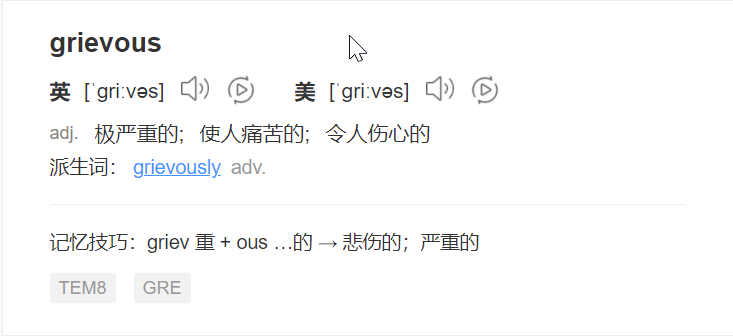 grievous
英 [ˈɡriːvəs] 美 [ˈɡriːvəs]
adj. 极严重的；使人痛苦的；令人伤心的
派生词： grievously adv.
记忆技巧：griev 重 + ous …的 → 悲伤的；严重的
TEM8 GRE